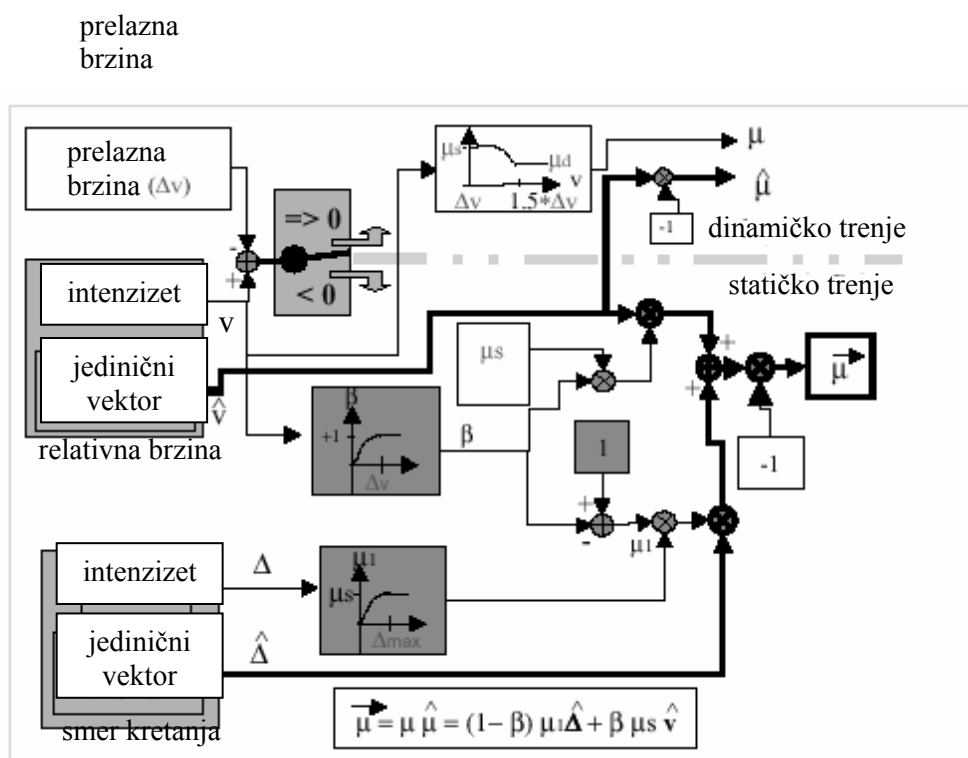 prelazna
brzina
prelazna
brzina (Δv)
μs
μd
v
Δv
1.5*Δv
μ
μ̂
-1
dinamičko trenje
statičko trenje
=> 0
< 0
-
+
intenzizet
v
jedinični
vektor
v̂
relativna brzina
μs
β
+1
Δv
β
1
+
-
μ1
+
+
-1
μ⃗
intenzizet
Δ
μ1
μs
Δmax
jedinični
vektor
Δ̂
smer kretanja
μ⃗ = μ μ̂ = (1− β) μ1Δ̂ + β μs v̂